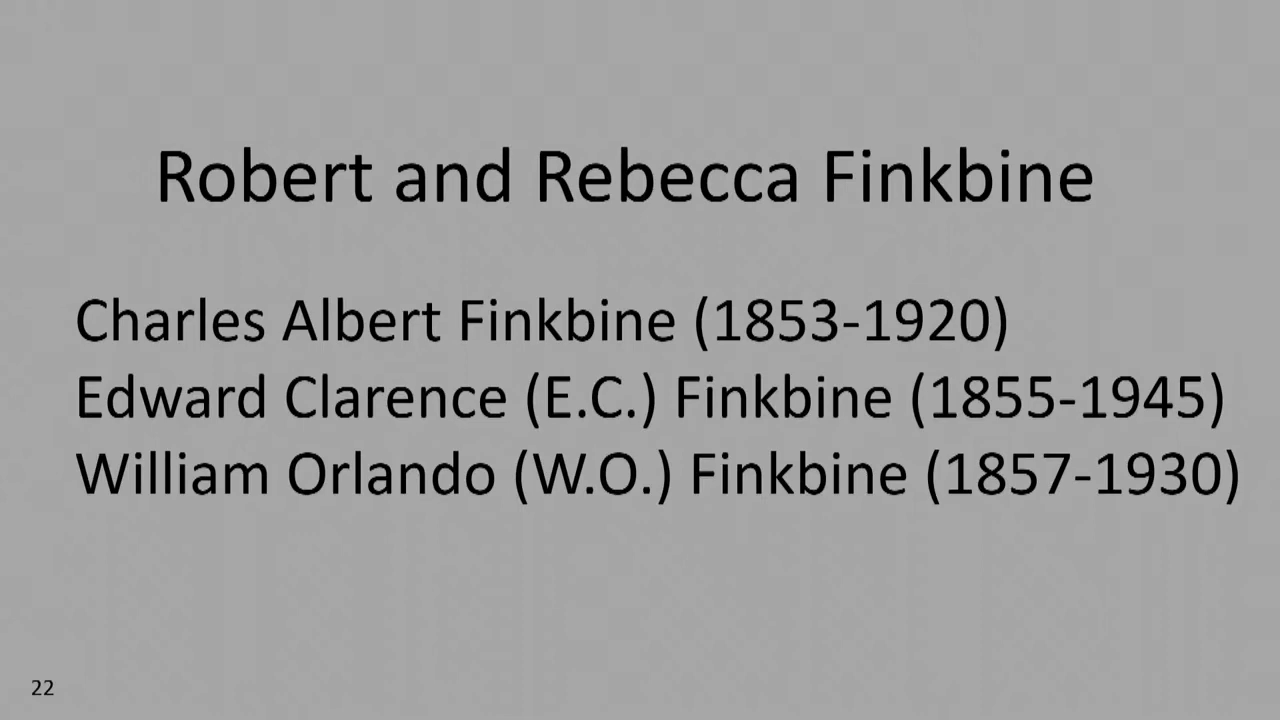 Robert and Rebecca Finkbine
Charles Albert Finkbine (1853-1920)
Edward Clarence (E.C.) Finkbine (1855-1945)
William Orlando (W.O.) Finkbine (1857-1930)
22